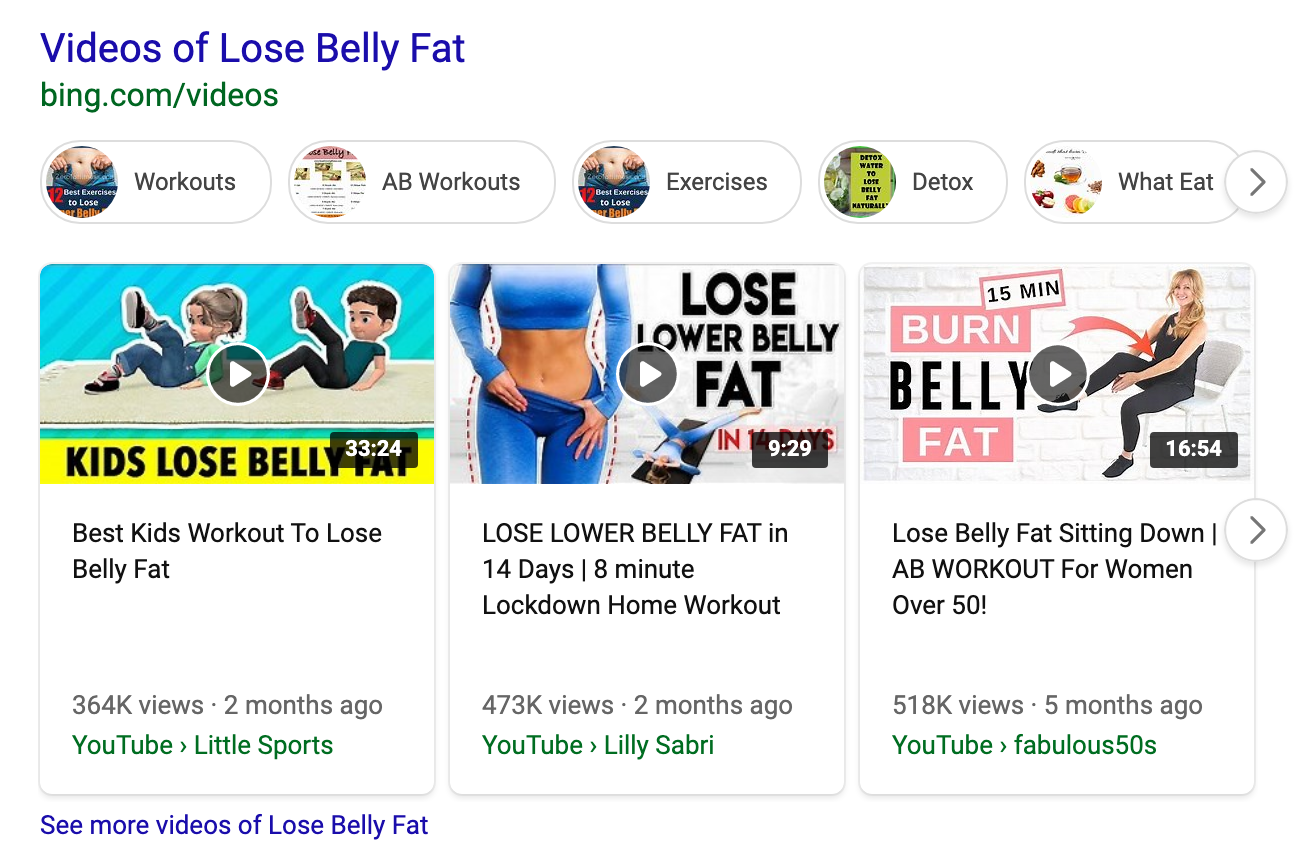 Videos of Lose Belly Fat
bing.com/videos
12 Best Exercises
to Lose
Workouts
AB Workouts
12 Best Exercises
to Lose
Exercises
DETOX
WATER
TO
LOSE
BELLY
FAT
NATURALLY
Detox
What Eat
KIDS LOSE BELLY FAT
33:24
LOSE
LOWER BELLY
FAT
IN 14 DAYS
9:29
15 MIN
BURN
BELLY
FAT
16:54
Best Kids Workout To Lose
Belly Fat
364K views · 2 months ago
YouTube › Little Sports
LOSE LOWER BELLY FAT in
14 Days | 8 minute
Lockdown Home Workout
473K views · 2 months ago
YouTube › Lilly Sabri
Lose Belly Fat Sitting Down |
AB WORKOUT For Women
Over 50!
518K views · 5 months ago
YouTube › fabulous50s
See more videos of Lose Belly Fat